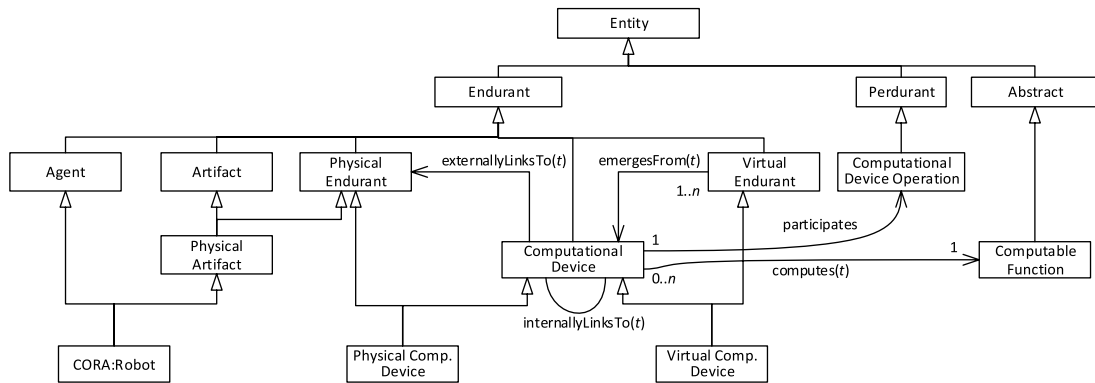 Entity
Endurant
Perdurant
Abstract
Agent
Artifact
Physical
Endurant
externallyLinksTo(t)
emergesFrom(t)
1..n
Virtual
Endurant
Computational
Device Operation
participates
Physical
Artifact
Computational
Device
1
0..n
computes(t)
1
Computable
Function
internallyLinksTo(t)
CORA:Robot
Physical Comp.
Device
Virtual Comp.
Device